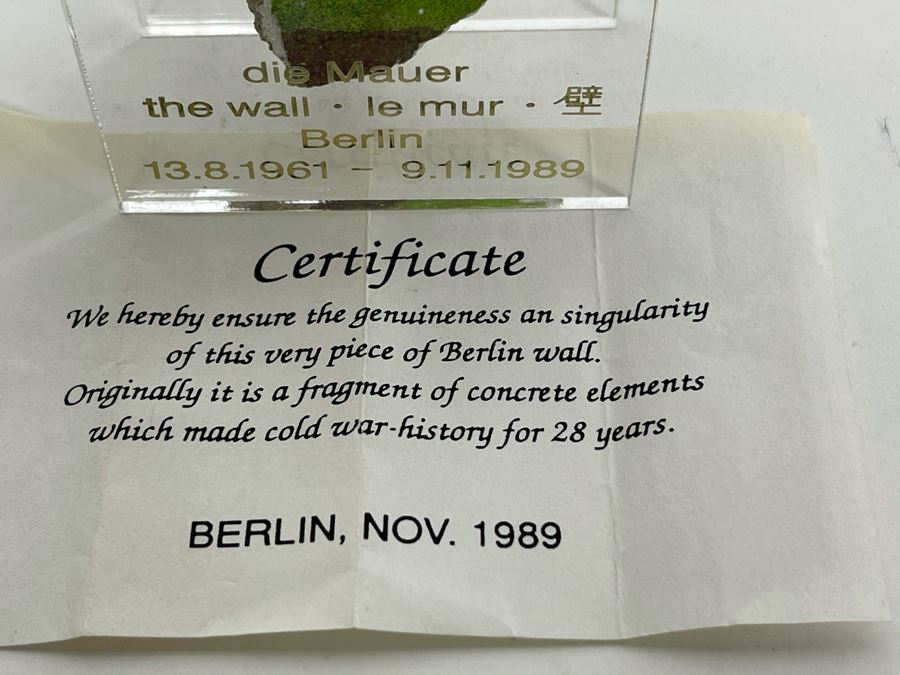 die Mauer
the wall · le mur · 壁
Berlin
13.8.1961 – 9.11.1989
Certificate
We hereby ensure the genuineness an singularity
of this very piece of Berlin wall.
Originally it is a fragment of concrete elements
which made cold war-history for 28 years.
BERLIN, NOV. 1989